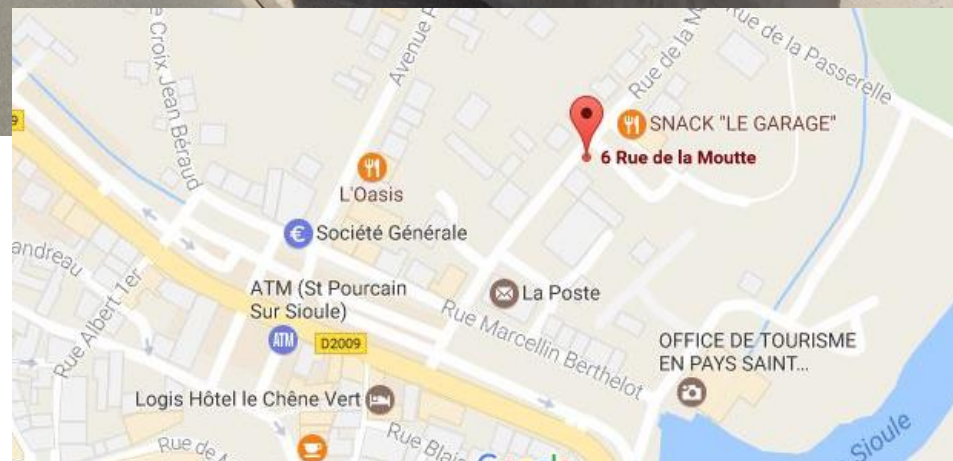 Croix Jean Béraud
Avenue
Rue de la
Rue de la Passerelle
9
SNACK "LE GARAGE"
6 Rue de la Moutte
L'Oasis
Société Générale
€
andreau
Rue Albert 1er
ATM (St Pourcain
Sur Sioule)
ATM
D2009
La Poste
Rue Marcellin Berthelot
OFFICE DE TOURISME
EN PAYS SAINT...
Logis Hôtel le Chêne Vert
Rue de
Rue Blai
Sioule